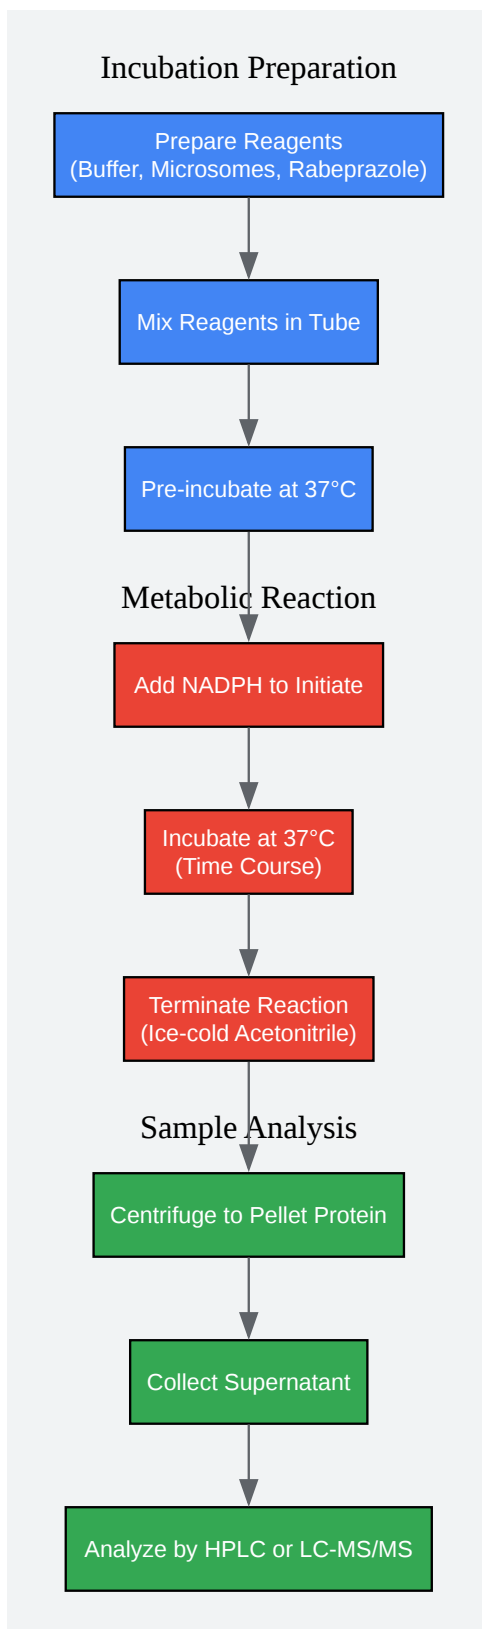 Incubation Preparation
Prepare Reagents
(Buffer, Microsomes, Rabeprazole)
Mix Reagents in Tube
Pre-incubate at 37°C
Metabolic Reaction
Add NADPH to Initiate
Incubate at 37°C
(Time Course)
Terminate Reaction
(Ice-cold Acetonitrile)
Sample Analysis
Centrifuge to Pellet Protein
Collect Supernatant
Analyze by HPLC or LC-MS/MS